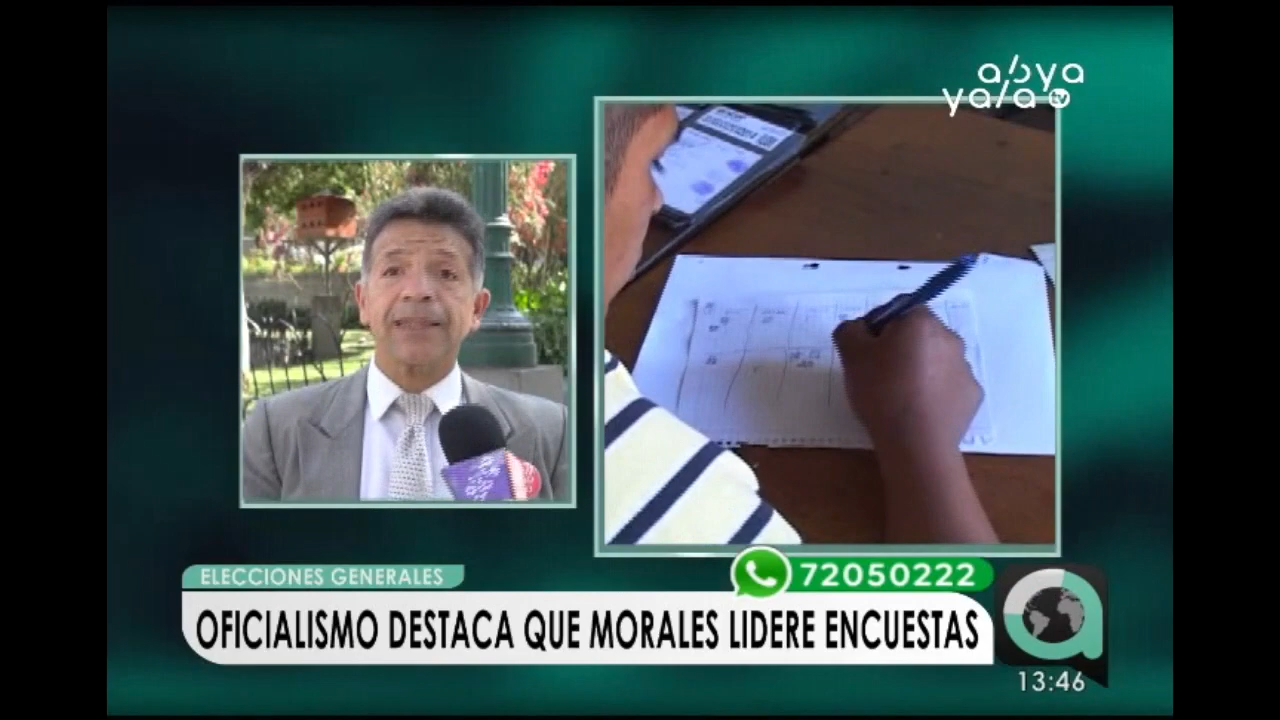 abya
yala tv
ELECCIONES GENERALES
72050222
OFICIALISMO DESTACA QUE MORALES LIDERE ENCUESTAS
13:46